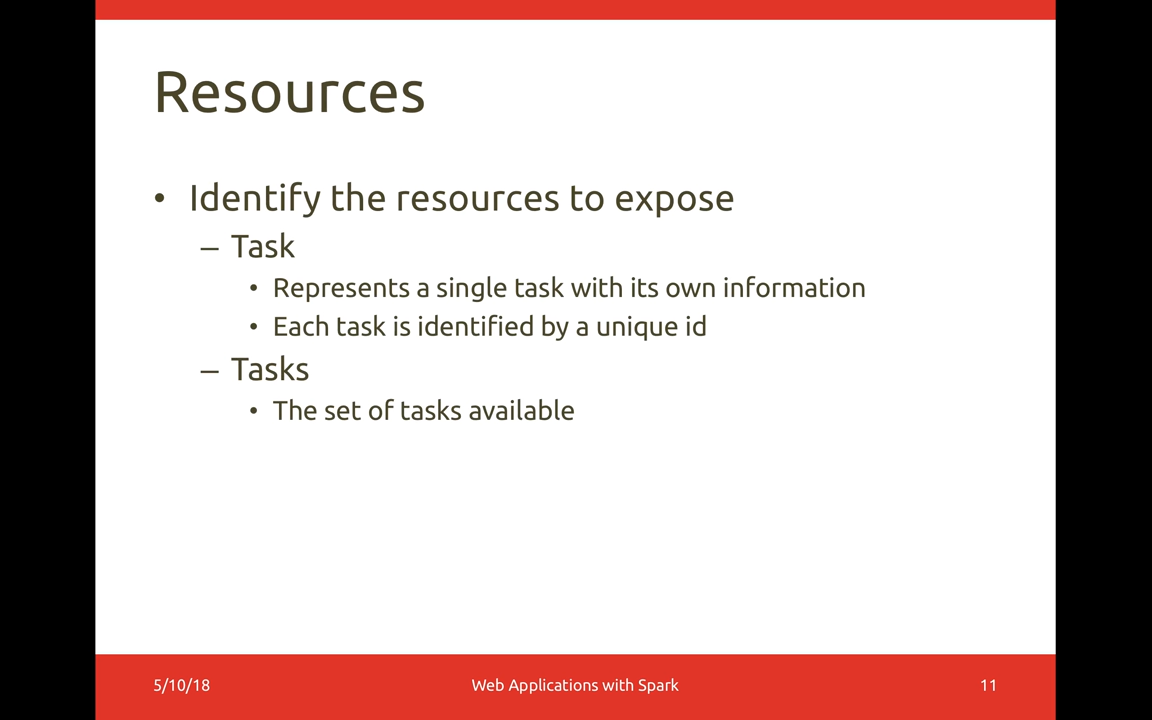 Resources
• Identify the resources to expose
– Task
• Represents a single task with its own information
• Each task is identified by a unique id
– Tasks
• The set of tasks available
5/10/18
Web Applications with Spark
11